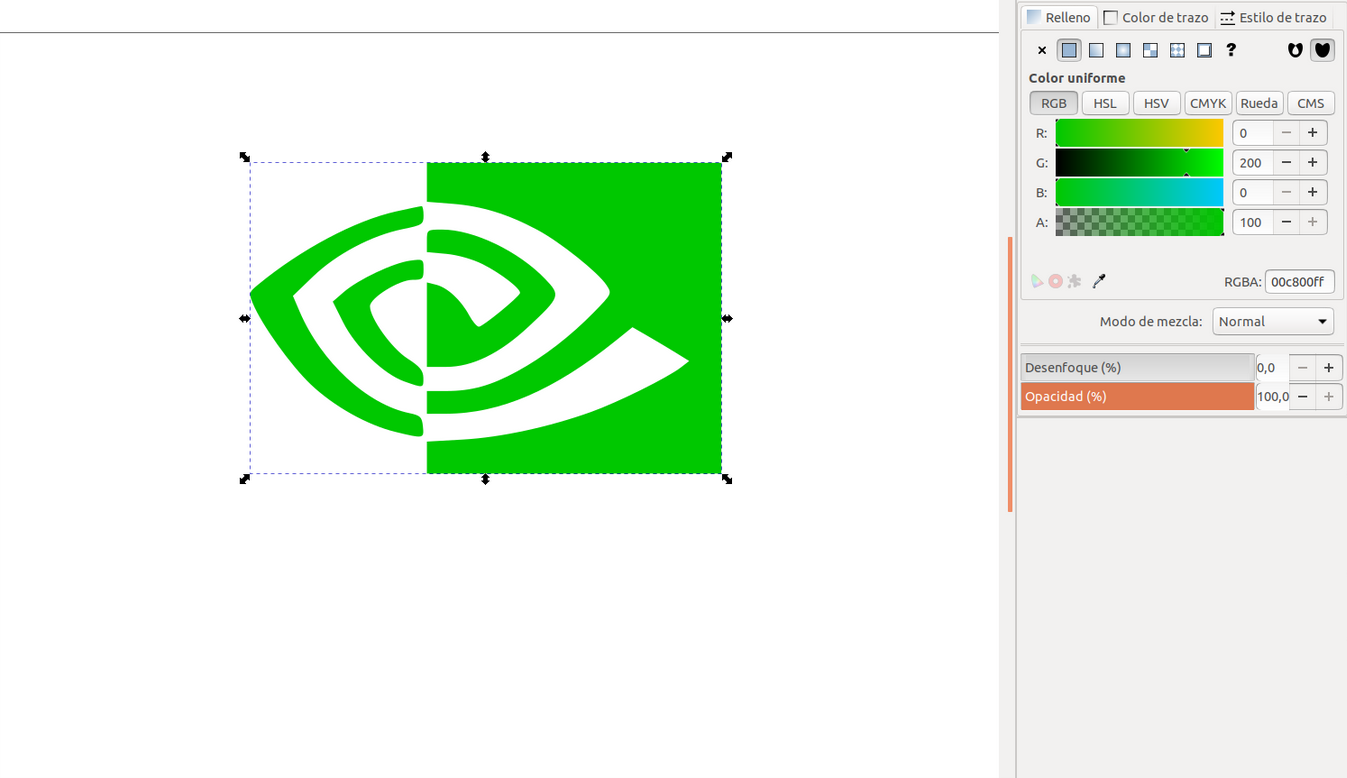 Relleno Color de trazo Estilo de trazo
?
Color uniforme
RGB HSL HSV CMYK Rueda CMS
R: 0
G: 200
B: 0
A: 100
RGBA: 00c800ff
Modo de mezcla: Normal
Desenfoque (%) 0,0
Opacidad (%) 100,0